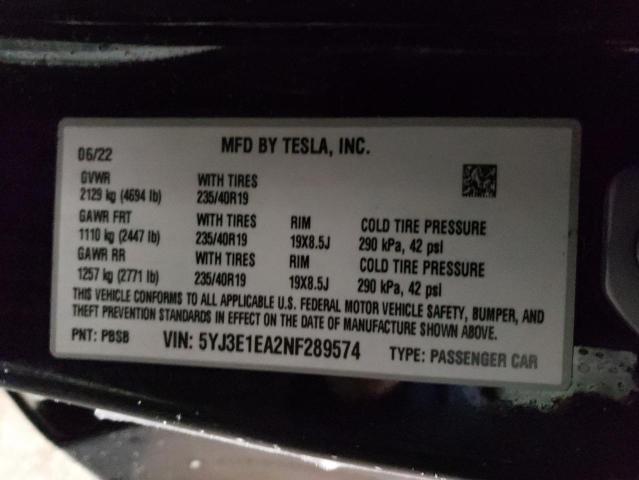 06/22 MFD BY TESLA, INC.
GVWR WITH TIRES
2129 kg (4694 lb) 235/40R19
GAWR FRT WITH TIRES RIM COLD TIRE PRESSURE
1110 kg (2447 lb) 235/40R19 19X8.5J 290 kPa, 42 psi
GAWR RR WITH TIRES RIM COLD TIRE PRESSURE
1257 kg (2771 lb) 235/40R19 19X8.5J 290 kPa, 42 psi
THIS VEHICLE CONFORMS TO ALL APPLICABLE U.S. FEDERAL MOTOR VEHICLE SAFETY, BUMPER, AND
THEFT PREVENTION STANDARDS IN EFFECT ON THE DATE OF MANUFACTURE SHOWN ABOVE.
PNT: PBSB VIN: 5YJ3E1EA2NF289574 TYPE: PASSENGER CAR